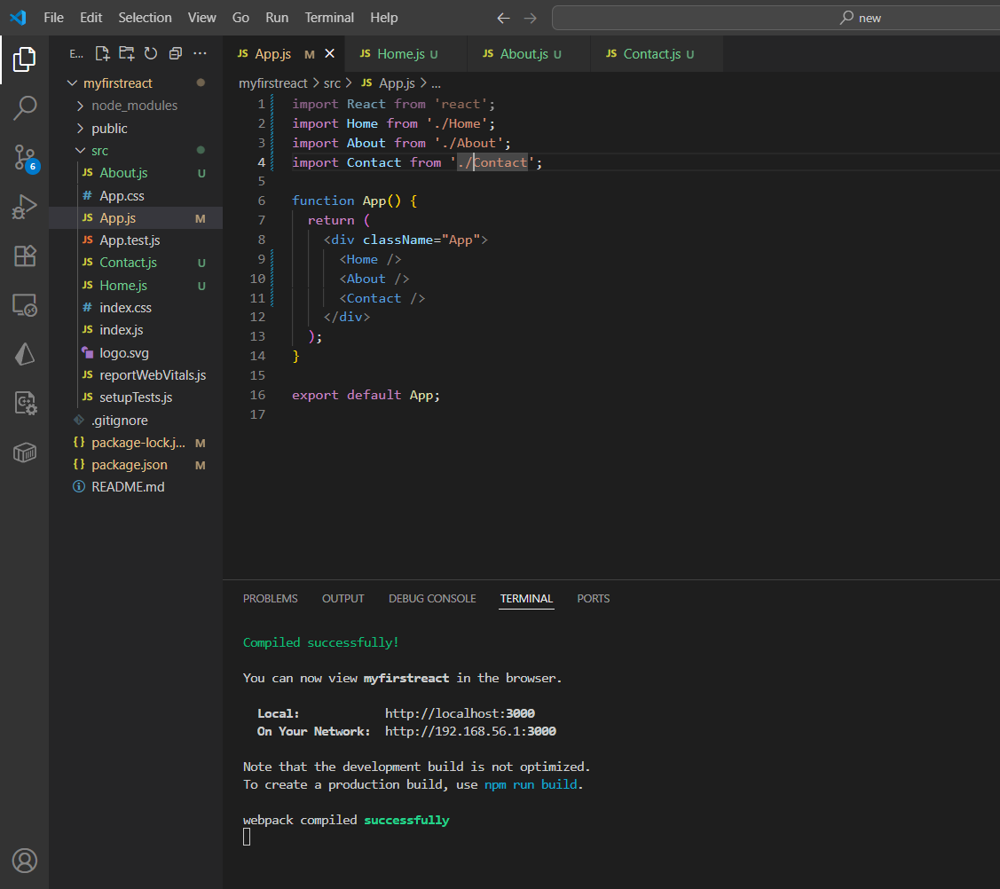 File Edit Selection View Go Run Terminal Help
new
E...
JS App.js M
JS Home.js U
JS About.js U
JS Contact.js U
myfirstreact
node_modules
public
src
JS About.js U
# App.css
JS App.js M
JS App.test.js
JS Contact.js U
JS Home.js U
# index.css
JS index.js
logo.svg
JS reportWebVitals.js
JS setupTests.js
.gitignore
{} package-lock.j... M
{} package.json M
README.md
6
myfirstreact > src > JS App.js > ...
1 import React from 'react';
2 import Home from './Home';
3 import About from './About';
4 import Contact from './Contact';
5
6 function App() {
7 return (
8 <div className="App">
9 <Home />
10 <About />
11 <Contact />
12 </div>
13 );
14 }
15
16 export default App;
17
PROBLEMS OUTPUT DEBUG CONSOLE TERMINAL PORTS
Compiled successfully!
You can now view myfirstreact in the browser.
Local: http://localhost:3000
On Your Network: http://192.168.56.1:3000
Note that the development build is not optimized.
To create a production build, use npm run build.
webpack compiled successfully